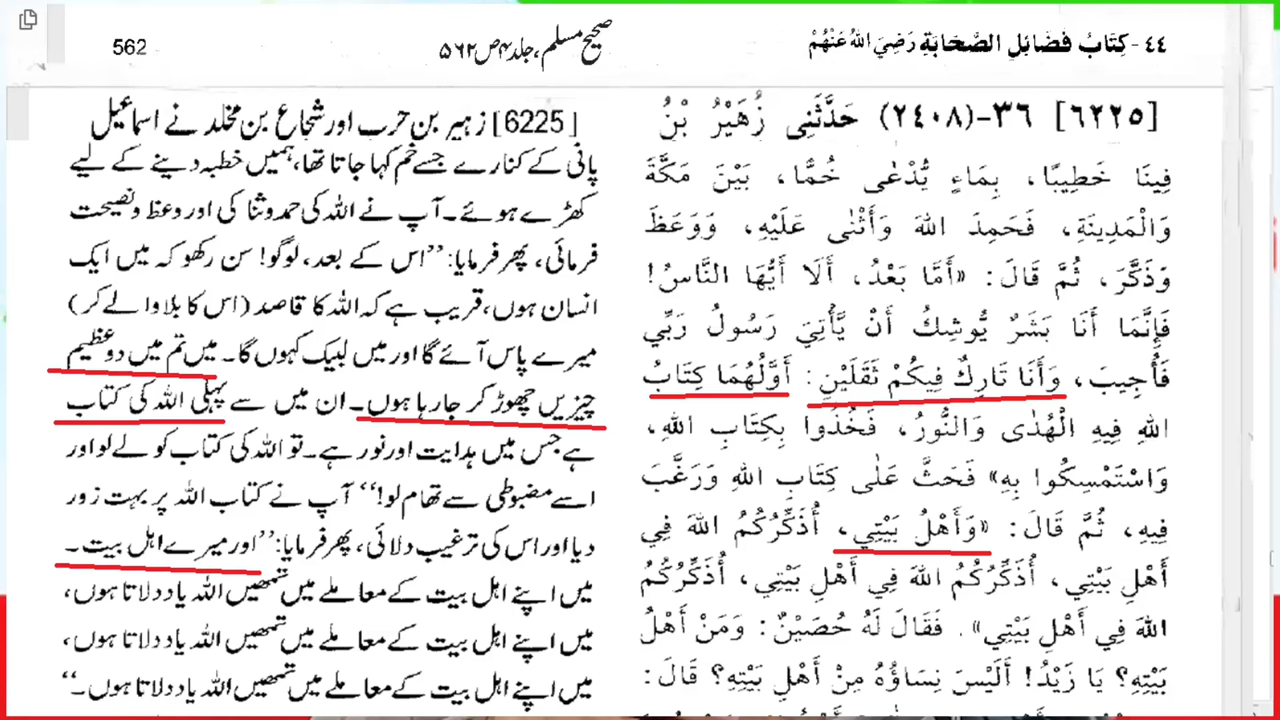 ٤٤ - كِتَابُ فَضَائِلِ الصَّحَابَةِ رَضِيَ اللهُ عَنْهُمْ
صحیح مسلم، جلد ۴ ص ۵۶۲
562
[٦٢٢٥] ٣٦-(٢٤٠٨) حَدَّثَنِي زُهَيْرُ بْنُ
فِينَا خَطِيبًا، بِمَاءٍ يُّدْعٰى خُمًّا، بَيْنَ مَكَّةَ
وَالْمَدِينَةِ، فَحَمِدَ اللهَ وَأَثْنٰى عَلَيْهِ، وَوَعَظَ
وَذَكَّرَ، ثُمَّ قَالَ: «أَمَّا بَعْدُ، أَلَا أَيُّهَا النَّاسُ!
فَإِنَّمَا أَنَا بَشَرٌ يُّوشِكُ أَنْ يَّأْتِيَ رَسُولُ رَبِّي
فَأُجِيبَ، وَأَنَا تَارِكٌ فِيكُمْ ثَقَلَيْنِ: أَوَّلُهُمَا كِتَابُ
اللهِ فِيهِ الْهُدٰى وَالنُّورُ، فَخُذُوا بِكِتَابِ اللهِ،
وَاسْتَمْسِكُوا بِهِ» فَحَثَّ عَلٰى كِتَابِ اللهِ وَرَغَّبَ
فِيهِ، ثُمَّ قَالَ: «وَأَهْلُ بَيْتِي، أُذَكِّرُكُمُ اللهَ فِي
أَهْلِ بَيْتِي، أُذَكِّرُكُمُ اللهَ فِي أَهْلِ بَيْتِي، أُذَكِّرُكُمُ
اللهَ فِي أَهْلِ بَيْتِي». فَقَالَ لَهُ حُصَيْنٌ: وَمَنْ أَهْلُ
بَيْتِهِ؟ يَا زَيْدُ! أَلَيْسَ نِسَاؤُهُ مِنْ أَهْلِ بَيْتِهِ؟ قَالَ:
[6225] زہیر بن حرب اور شجاع بن مخلد نے اسماعیل
پانی کے کنارے جسے خم کہا جاتا تھا، ہمیں خطبہ دینے کے لیے
کھڑے ہوئے۔ آپ نے اللہ کی حمد و ثنا کی اور وعظ و نصیحت
فرمائی، پھر فرمایا: ’’اس کے بعد، لوگو! سن رکھو کہ میں ایک
انسان ہوں، قریب ہے کہ اللہ کا قاصد (اس کا بلاوا لے کر)
میرے پاس آئے گا اور میں لبیک کہوں گا۔ میں تم میں دو عظیم
چیزیں چھوڑ کر جا رہا ہوں۔ ان میں سے پہلی اللہ کی کتاب
ہے جس میں ہدایت اور نور ہے۔ تو اللہ کی کتاب کو لے لو اور
اسے مضبوطی سے تھام لو!‘‘ آپ نے کتاب اللہ پر بہت زور
دیا اور اس کی ترغیب دلائی، پھر فرمایا: ’’اور میرے اہل بیت۔
میں اپنے اہل بیت کے معاملے میں تمھیں اللہ یاد دلاتا ہوں،
میں اپنے اہل بیت کے معاملے میں تمھیں اللہ یاد دلاتا ہوں،
میں اپنے اہل بیت کے معاملے میں تمھیں اللہ یاد دلاتا ہوں۔‘‘